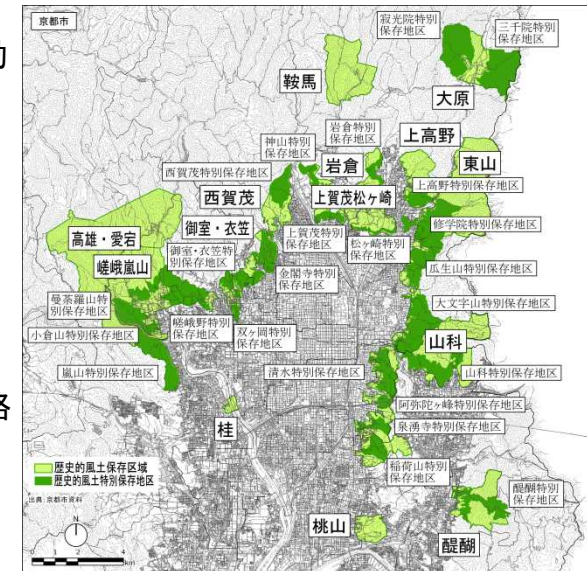 京都市
寂光院特別
保存地区
三千院特別
保存地区
鞍馬
大原
岩倉特別
保存地区
神山特別
保存地区
岩倉
上高野
西賀茂特別保存地区
東山
西賀茂
上賀茂松ヶ崎
上高野特別
保存地区
御室・衣笠
修学院特別
保存地区
高雄・愛宕
御室・衣笠特
別保存地区
上賀茂特別
保存地区
松ヶ崎特別
保存地区
嵯峨嵐山
金閣寺特別
保存地区
瓜生山特別
保存地区
曼荼羅山特
別保存地区
大文字山特別
保存地区
小倉山特別保存地区
嵯峨野特別
保存地区
双ヶ岡特別
保存地区
山科
嵐山特別保存地区
清水特別保存地区
山科特別保存地区
阿弥陀ヶ峰特別保存地区
桂
泉湧寺特別保存地区
稲荷山特別
保存地区
歴史的風土保存区域
歴史的風土特別保存地区
醍醐特別
保存地区
出典:京都市資料
N
桃山
醍醐
0 1 2 4
km